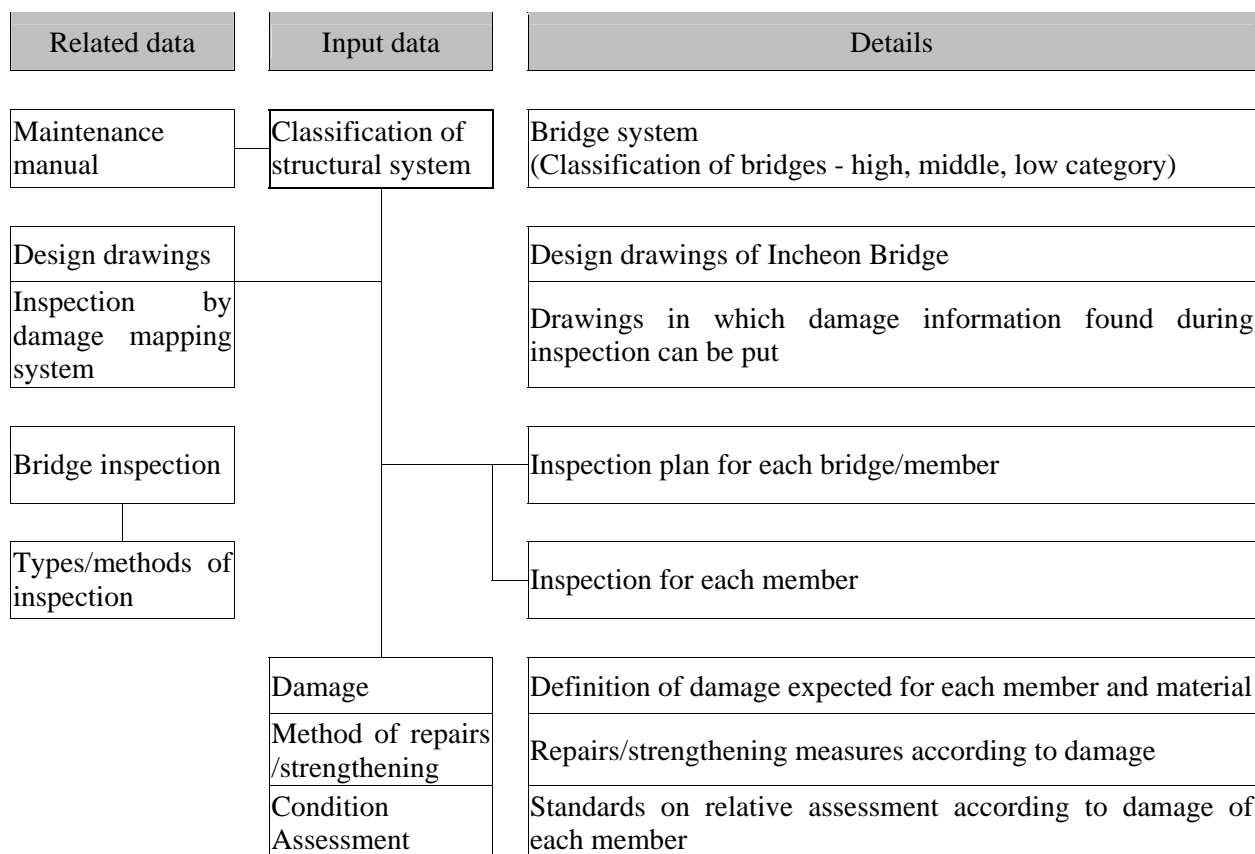 Related data
Input data
Details
Maintenance
manual
Classification of
structural system
Bridge system
(Classification of bridges - high, middle, low category)
Design drawings
Design drawings of Incheon Bridge
Inspection by
damage mapping
system
Drawings in which damage information found during
inspection can be put
Bridge inspection
Inspection plan for each bridge/member
Types/methods of
inspection
Inspection for each member
Damage
Definition of damage expected for each member and material
Method of repairs
/strengthening
Repairs/strengthening measures according to damage
Condition
Assessment
Standards on relative assessment according to damage of
each member